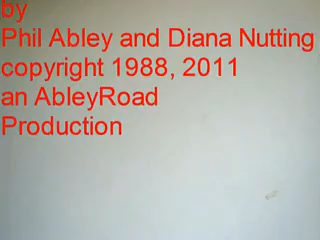 by
Phil Abley and Diana Nutting
copyright 1988, 2011
an AbleyRoad
Production